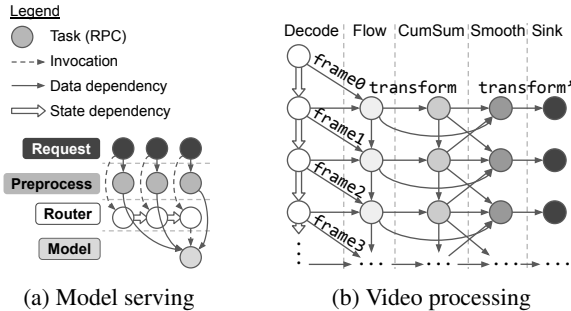 Legend
Task (RPC)
Invocation
Data dependency
State dependency
Request
Preprocess
Router
Model
(a) Model serving
Decode Flow CumSum Smooth Sink
frame0
transform transform'
frame1
frame2
frame3
(b) Video processing